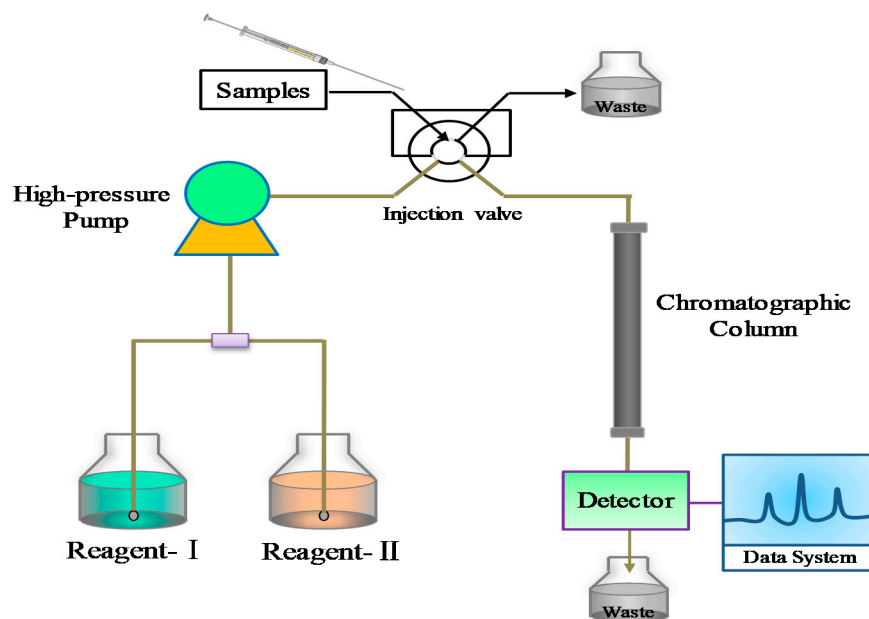 Samples
Waste
High-pressure
Pump
Injection valve
Chromatographic
Column
Detector
Reagent- Ⅰ
Reagent- Ⅱ
Data System
Waste